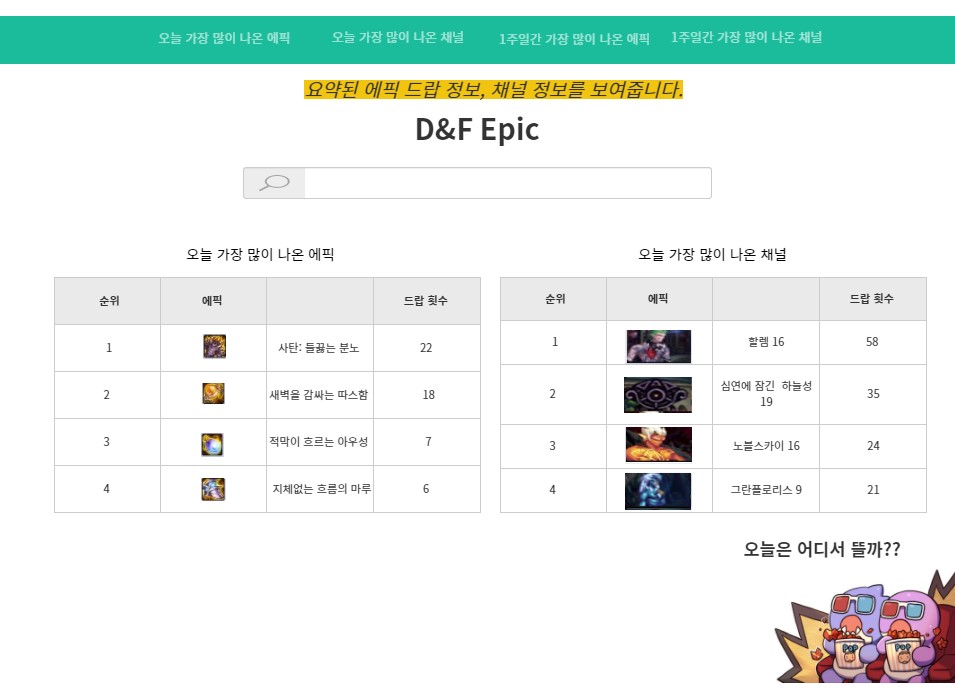 오늘 가장 많이 나온 에픽 오늘 가장 많이 나온 채널 1주일간 가장 많이 나온 에픽 1주일간 가장 많이 나온 채널
요약된 에픽 드랍 정보, 채널 정보를 보여줍니다.
D&F Epic
오늘 가장 많이 나온 에픽
순위 에픽 드랍 횟수
1 사탄: 들끓는 분노 22
2 새벽을 감싸는 따스함 18
3 적막이 흐르는 아우성 7
4 지체없는 흐름의 마루 6
오늘 가장 많이 나온 채널
순위 에픽 드랍 횟수
1 할렘 16 58
2 심연에 잠긴 하늘성 35
19
3 노블스카이 16 24
4 그란플로리스 9 21
오늘은 어디서 뜰까??
POP POP